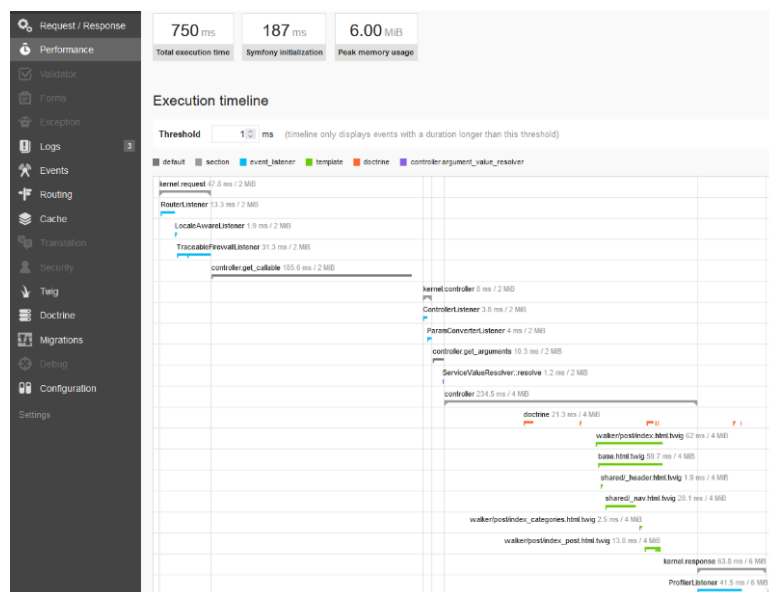 Request / Response
Performance
Validator
Forms
Exception
Logs 3
Events
Routing
Cache
Translation
Security
Twig
Doctrine
Migrations
Debug
Configuration
Settings
750 ms
Total execution time
187 ms
Symfony initialization
6.00 MiB
Peak memory usage
Execution timeline
Threshold 1 ms (timeline only displays events with a duration longer than this threshold)
default section event_listener template doctrine controller.argument_value_resolver
kernel.request 47.8 ms / 2 MiB
RouterListener 13.3 ms / 2 MiB
LocaleAwareListener 1.9 ms / 2 MiB
TraceableFirewallListener 31.3 ms / 2 MiB
controller.get_callable 185.6 ms / 2 MiB
kernel.controller 8 ms / 2 MiB
ControllerListener 3.8 ms / 2 MiB
ParamConverterListener 4 ms / 2 MiB
controller.get_arguments 10.3 ms / 2 MiB
ServiceValueResolver::resolve 1.2 ms / 2 MiB
controller 234.5 ms / 4 MiB
doctrine 21.3 ms / 4 MiB
walker/post/index.html.twig 62 ms / 4 MiB
base.html.twig 59.7 ms / 4 MiB
shared/_header.html.twig 1.9 ms / 4 MiB
shared/_nav.html.twig 28.1 ms / 4 MiB
walker/post/index_categories.html.twig 2.5 ms / 4 MiB
walker/post/index_post.html.twig 13.8 ms / 4 MiB
kernel.response 63.8 ms / 6 MiB
ProfilerListener 41.5 ms / 6 MiB